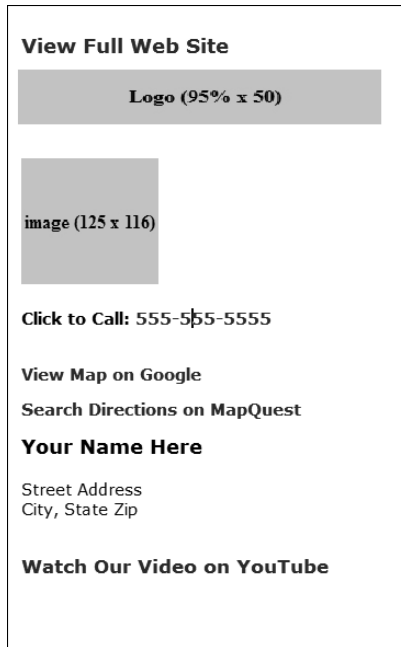 View Full Web Site
Logo (95% x 50)
image (125 x 116)
Click to Call: 555-555-5555
View Map on Google
Search Directions on MapQuest
Your Name Here
Street Address
City, State Zip
Watch Our Video on YouTube